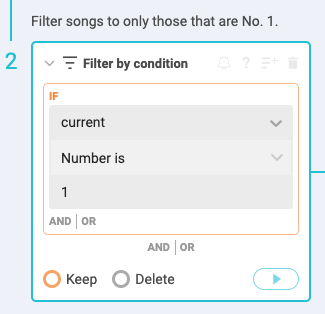 Filter songs to only those that are No. 1.
2
Filter by condition
?
IF
current
Number is
1
AND OR
AND OR
Keep Delete